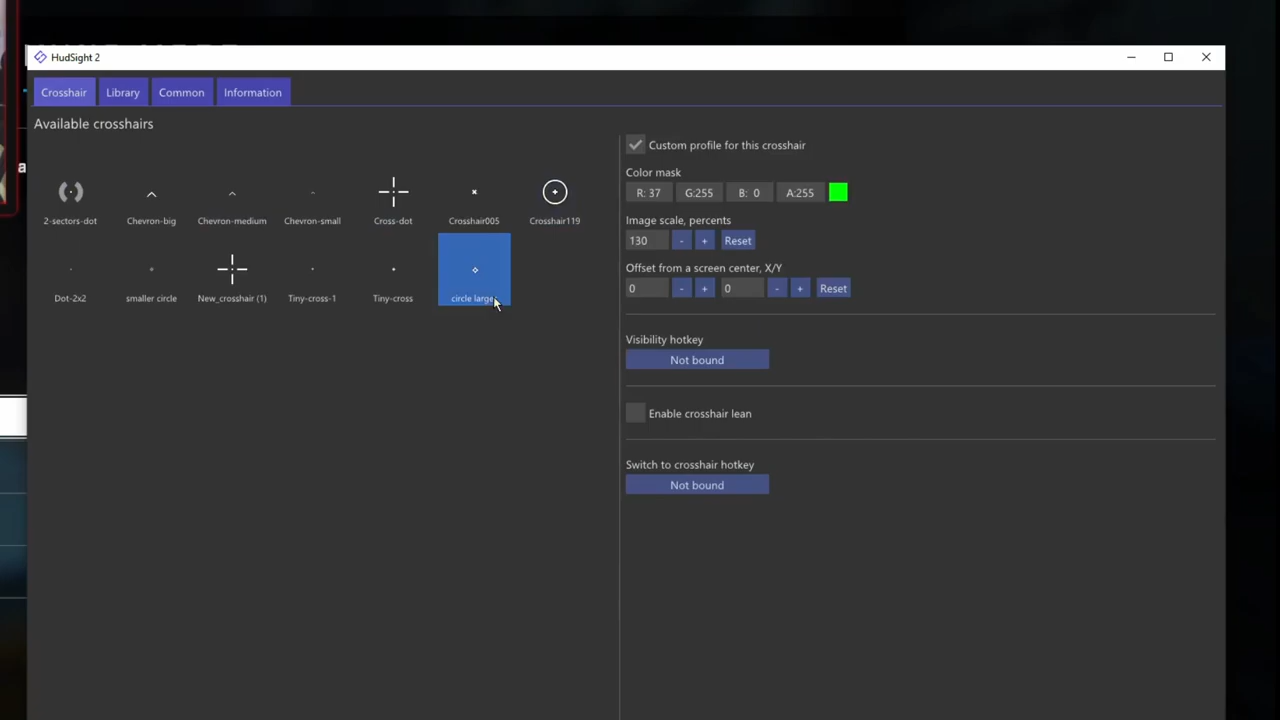 HudSight 2
Crosshair Library Common Information
Available crosshairs
2-sectors-dot Chevron-big Chevron-medium Chevron-small Cross-dot Crosshair005 Crosshair119
Dot-2x2 smaller circle New_crosshair (1) Tiny-cross-1 Tiny-cross circle large
Custom profile for this crosshair
Color mask
R: 37 G:255 B: 0 A:255
Image scale, percents
130 - + Reset
Offset from a screen center, X/Y
0 - + 0 - + Reset
Visibility hotkey
Not bound
Enable crosshair lean
Switch to crosshair hotkey
Not bound